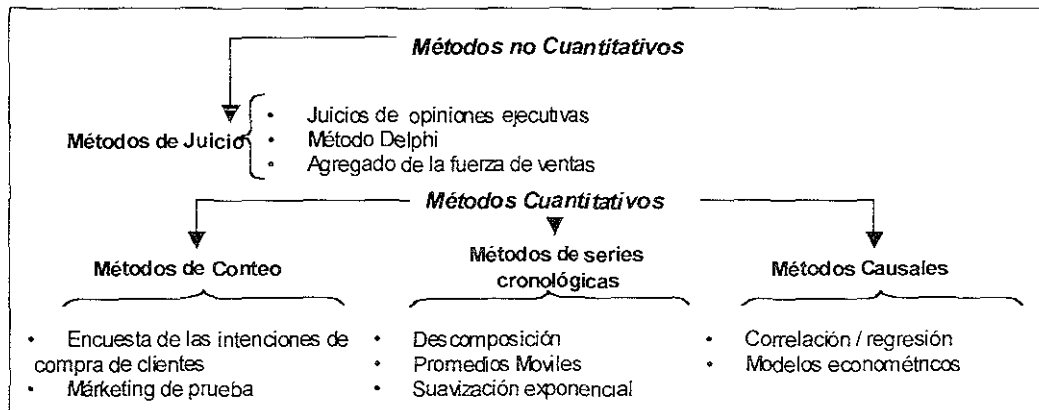 Métodos no Cuantitativos
Métodos de Juicio
• Juicios de opiniones ejecutivas
• Método Delphi
• Agregado de la fuerza de ventas
Métodos Cuantitativos
Métodos de Conteo
• Encuesta de las intenciones de
compra de clientes
• Márketing de prueba
Métodos de series
cronológicas
• Descomposición
• Promedios Moviles
• Suavización exponencial
Métodos Causales
• Correlación / regresión
• Modelos econométricos